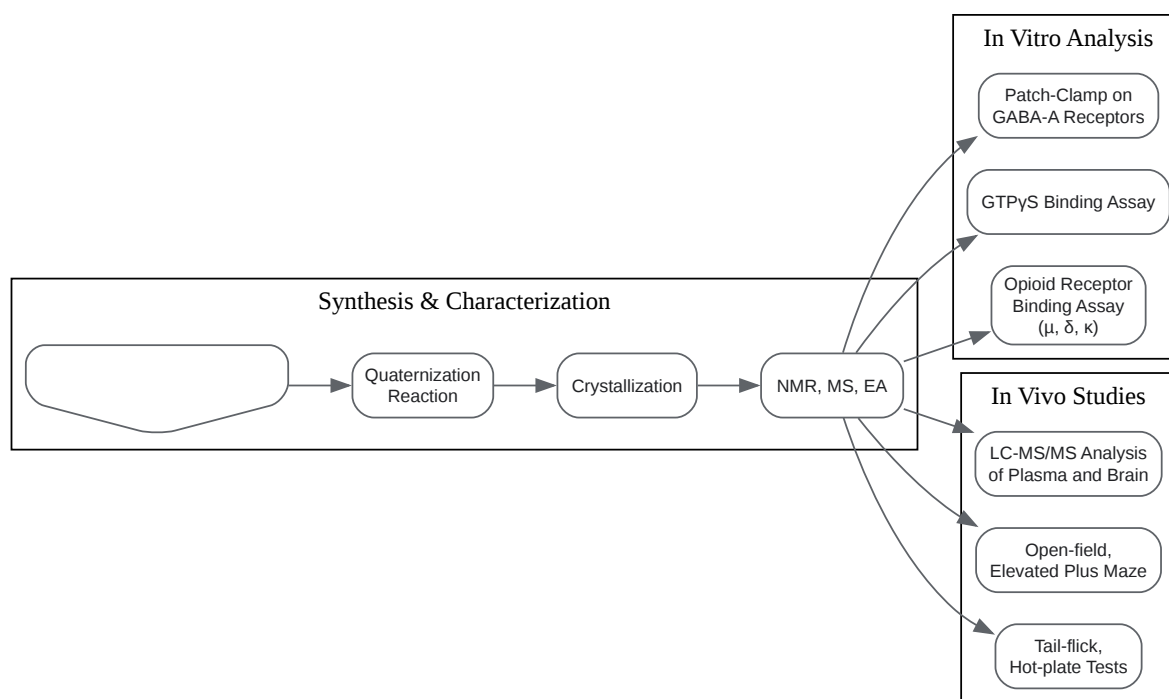 Synthesis & Characterization
Quaternization
Reaction
Crystallization
NMR, MS, EA
In Vitro Analysis
Patch-Clamp on
GABA-A Receptors
GTPγS Binding Assay
Opioid Receptor
Binding Assay
(μ, δ, κ)
In Vivo Studies
LC-MS/MS Analysis
of Plasma and Brain
Open-field,
Elevated Plus Maze
Tail-flick,
Hot-plate Tests